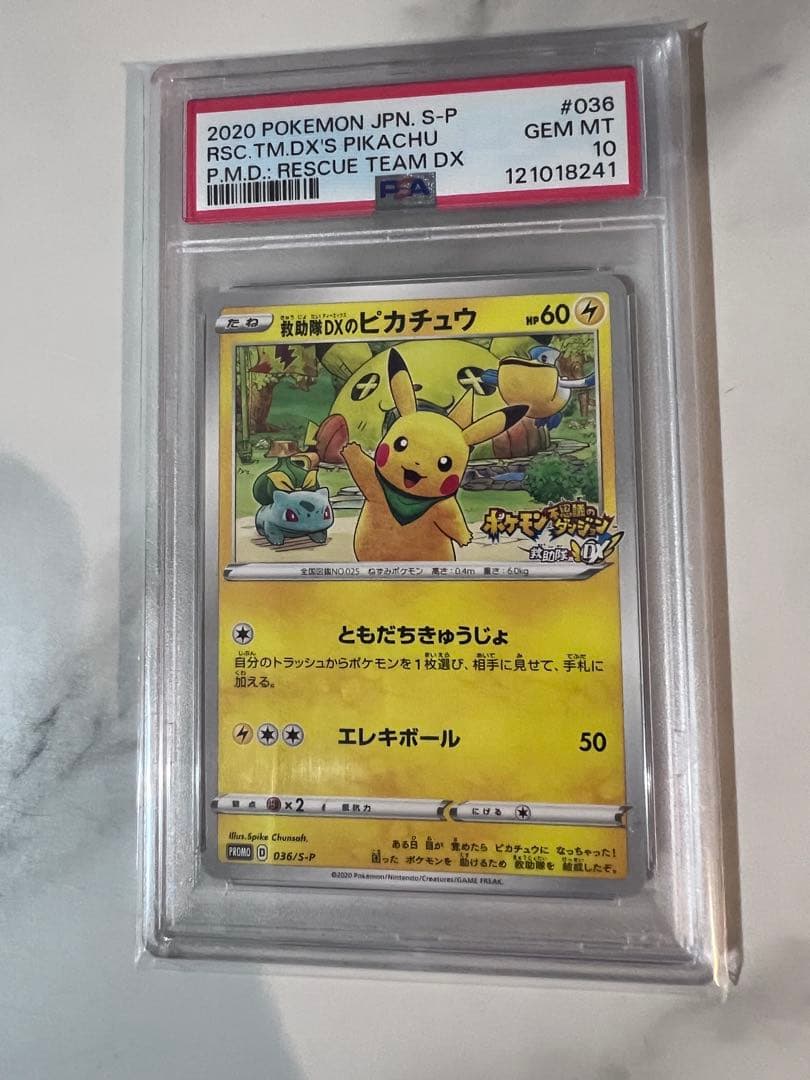 2020 POKEMON JPN. S-P #036
RSC.TM.DX'S PIKACHU GEM MT
P.M.D.: RESCUE TEAM DX 10
PSA 121018241
たね 救助隊DXのピカチュウ HP60
ポケモン不思議のダンジョン
救助隊DX
全国図鑑NO.025 ねずみポケモン 高さ:0.4m 重さ:6.0kg
ともだちきゅうじょ
自分のトラッシュからポケモンを1枚選び、相手に見せて、手札に
加える。
エレキボール 50
弱点 ×2 抵抗力 にげる
Illus.Spike Chunsoft.
ある日 目が 覚めたら ピカチュウに なっちゃった!
困った ポケモンを 助けるため 救助隊を 結成したぞ。
PROMO D 036/S-P
©2020 Pokémon/Nintendo/Creatures/GAME FREAK.